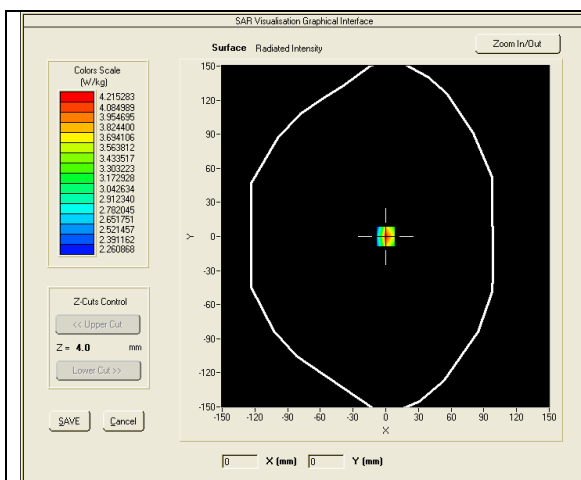 SAR Visualisation Graphical Interface
Surface Radiated Intensity
Zoom In/Out
Colors Scale
(W/kg)
4.215283
4.084989
3.954695
3.824400
3.694106
3.563812
3.433517
3.303223
3.172928
3.042634
2.912340
2.782045
2.651751
2.521457
2.391162
2.260868
Z-Cuts Control
<< Upper Cut
Z = 4.0 mm
Lower Cut >>
SAVE Cancel
150
120
90
60
30
0
-30
-60
-90
-120
-150
Y
-150 -120 -90 -60 -30 0 30 60 90 120 150
X
0 X (mm) 0 Y (mm)